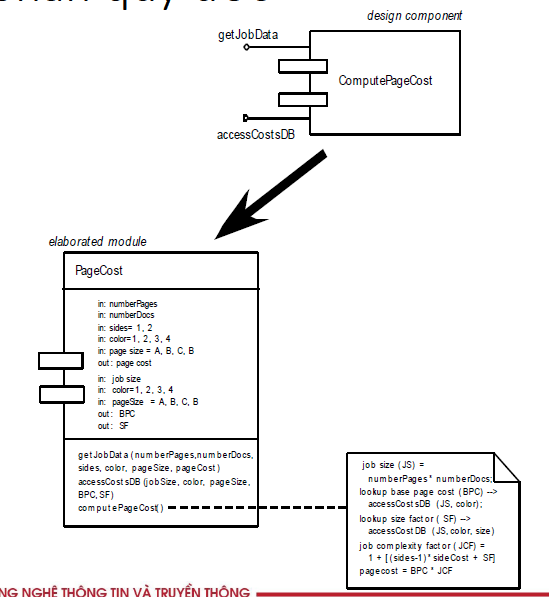 design component
getJobData
ComputePageCost
accessCostsDB
elaborated module
PageCost
in: numberPages
in: numberDocs
in: sides= 1, 2
in: color=1, 2, 3, 4
in: page size = A, B, C, B
out: page cost
in: job size
in: color=1, 2, 3, 4
in: pageSize = A, B, C, B
out: BPC
out: SF
getJobData (numberPages,numberDocs,
sides, color, pageSize, pageCost)
accessCostsDB (jobSize, color, pageSize,
BPC, SF)
computePageCost()
job size (JS) =
numberPages * numberDocs;
lookup base page cost (BPC) -->
accessCostsDB (JS, color);
lookup size factor (SF) -->
accessCostDB (JS, color, size)
job complexity factor (JCF) =
1 + [(sides-1)* sideCost + SF]
pagecost = BPC * JCF
NG NGHỆ THÔNG TIN VÀ TRUYỀN THÔNG